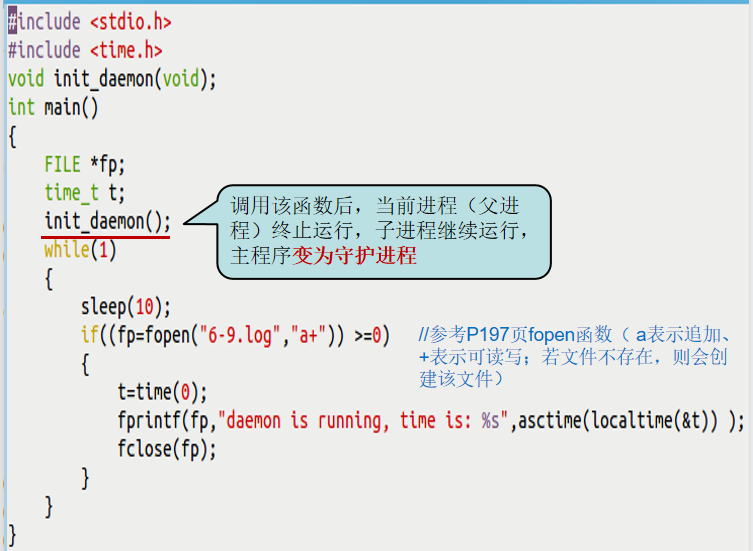 #include <stdio.h>
#include <time.h>
void init_daemon(void);
int main()
{
    FILE *fp;
    time_t t;
    init_daemon();
调用该函数后，当前进程（父进
程）终止运行，子进程继续运行，
主程序变为守护进程
    while(1)
    {
        sleep(10);
        if((fp=fopen("6-9.log","a+")) >=0)
//参考P197页fopen函数（ a表示追加、
+表示可读写；若文件不存在，则会创
建该文件）
        {
            t=time(0);
            fprintf(fp,"daemon is running, time is: %s",asctime(localtime(&t)) );
            fclose(fp);
        }
    }
}